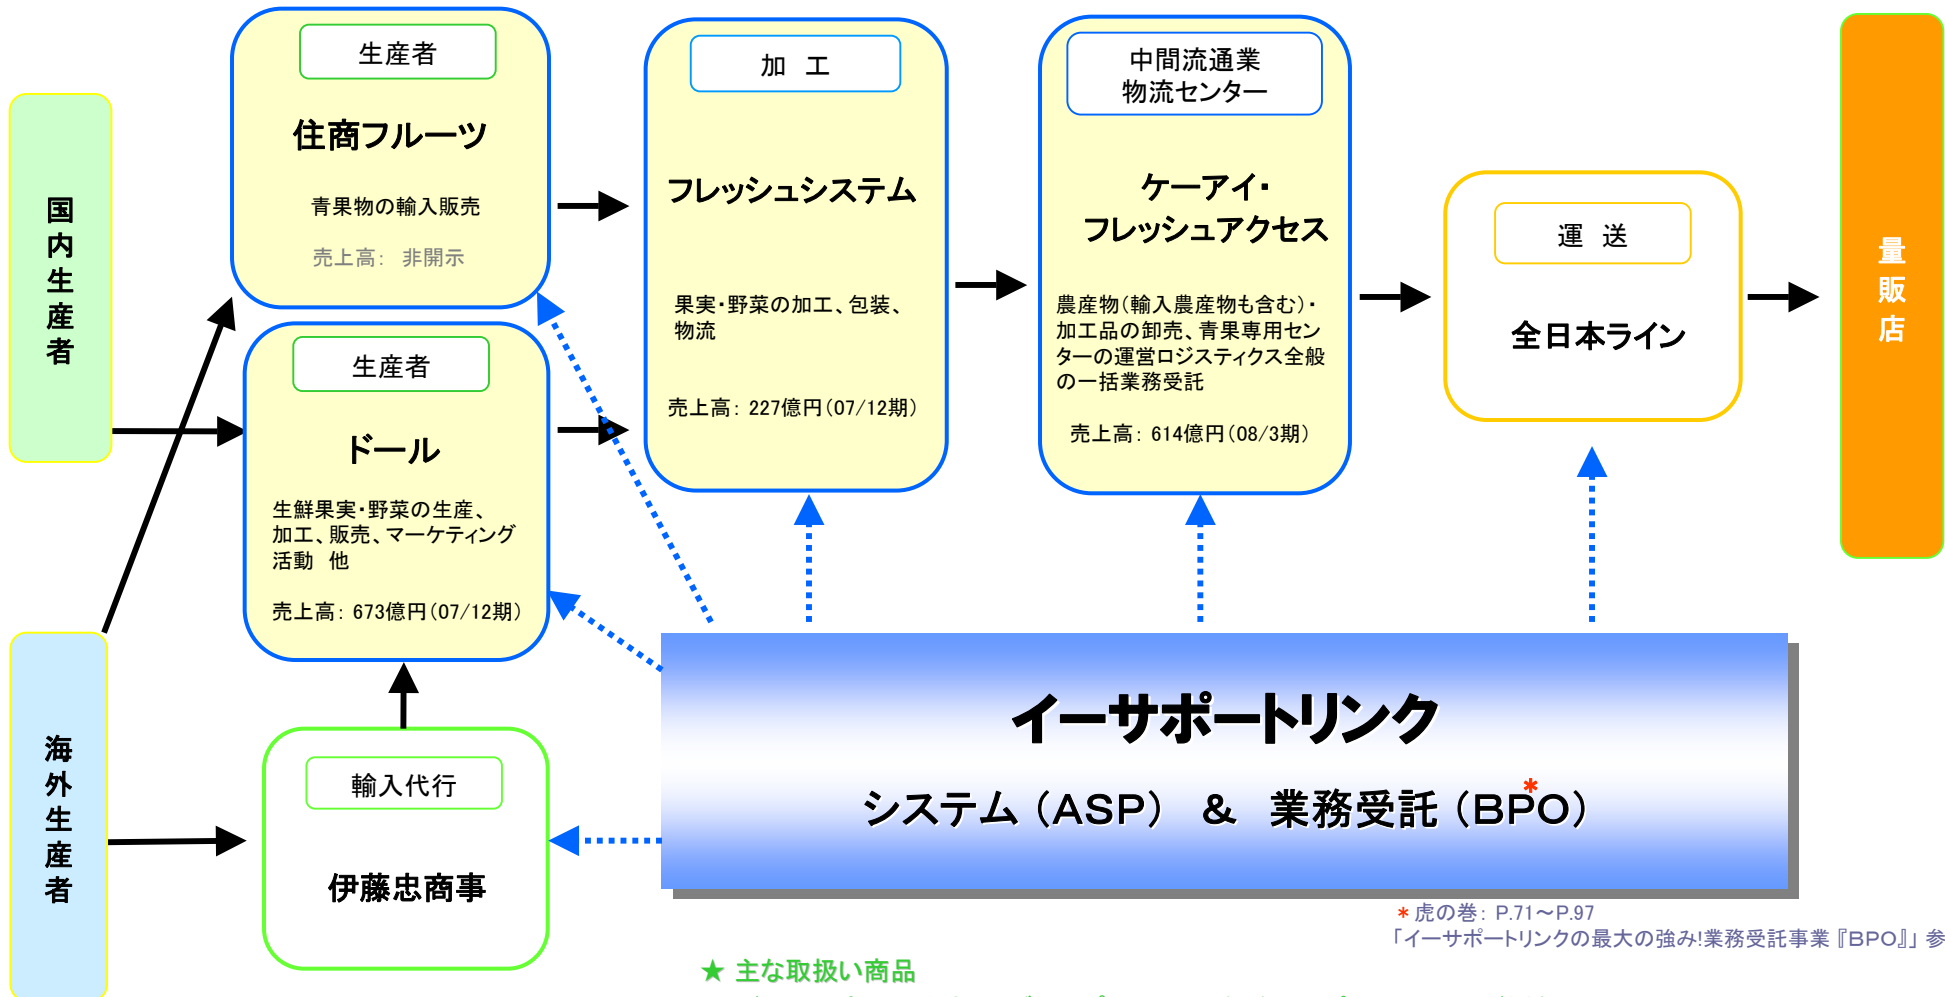 国内生産者
海外生産者
生産者
住商フルーツ
青果物の輸入販売
売上高： 非開示
生産者
ドール
生鮮果実・野菜の生産、
加工、販売、マーケティング
活動 他
売上高：673億円（07/12期）
輸入代行
伊藤忠商事
加 工
フレッシュシステム
果実・野菜の加工、包装、
物流
売上高：227億円（07/12期）
中間流通業
物流センター
ケーアイ・
フレッシュアクセス
農産物（輸入農産物も含む）・
加工品の卸売、青果専用セン
ターの運営ロジスティクス全般
の一括業務受託
売上高：614億円（08/3期）
運 送
全日本ライン
量販店
イーサポートリンク
システム（ASP） ＆ 業務受託（BPO）
*
* 虎の巻：P.71～P.97
「イーサポートリンクの最大の強み!業務受託事業『BPO』」参
★ 主な取扱い商品